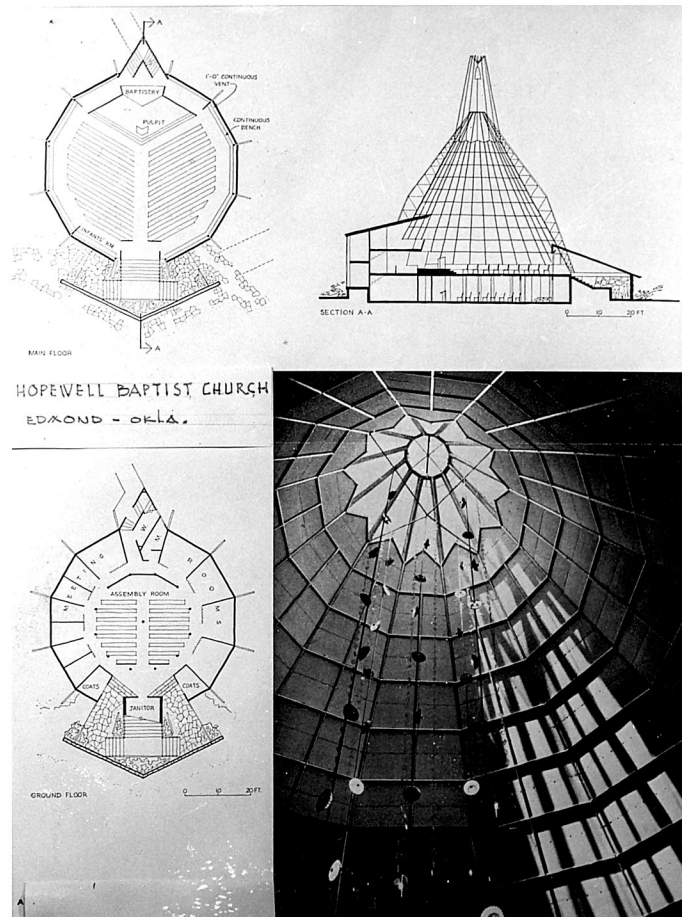 A
A
BAPTISTRY
1'-0" CONTINUOUS
VENT
PULPIT
CONTINUOUS
BENCH
INFANTS RM.
A
MAIN FLOOR
SECTION A-A
0 10 20 FT.
HOPEWELL BAPTIST CHURCH
EDMOND - OKLA.
W
M
MEETING
ROOMS
ASSEMBLY ROOM
COATS
COATS
JANITOR
GROUND FLOOR
0 10 20 FT.
A